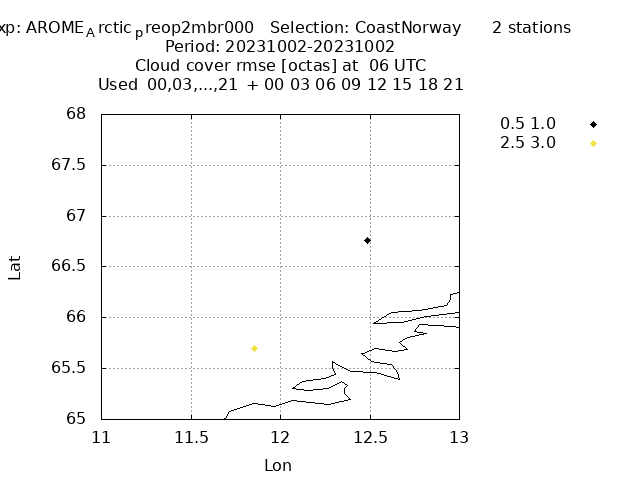 xp: AROME_Arctic_preop2mbr000 Selection: CoastNorway 2 stations
Period: 20231002-20231002
Cloud cover rmse [octas] at 06 UTC
Used 00,03,...,21 + 00 03 06 09 12 15 18 21
68
67.5
67
66.5
66
65.5
65
Lat
11 11.5 12 12.5 13
Lon
0.5 1.0
2.5 3.0